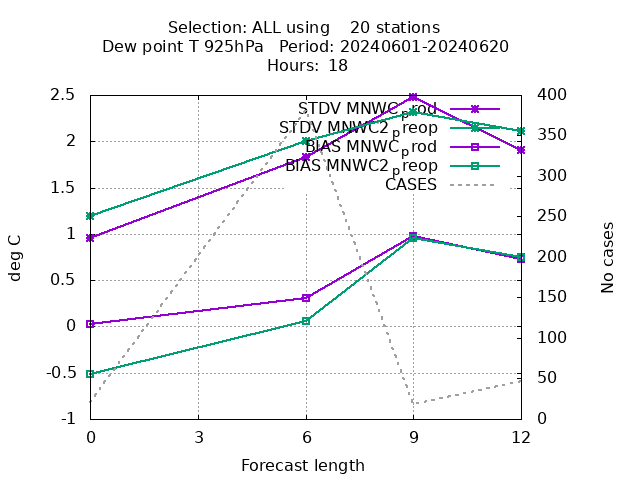 Selection: ALL using    20 stations
Dew point T 925hPa   Period: 20240601-20240620
Hours: 18
STDV MNWC_prod
STDV MNWC2_preop
BIAS MNWC_prod
BIAS MNWC2_preop
CASES
2.5
2
1.5
1
0.5
0
-0.5
-1
deg C
400
350
300
250
200
150
100
50
0
No cases
0 3 6 9 12
Forecast length